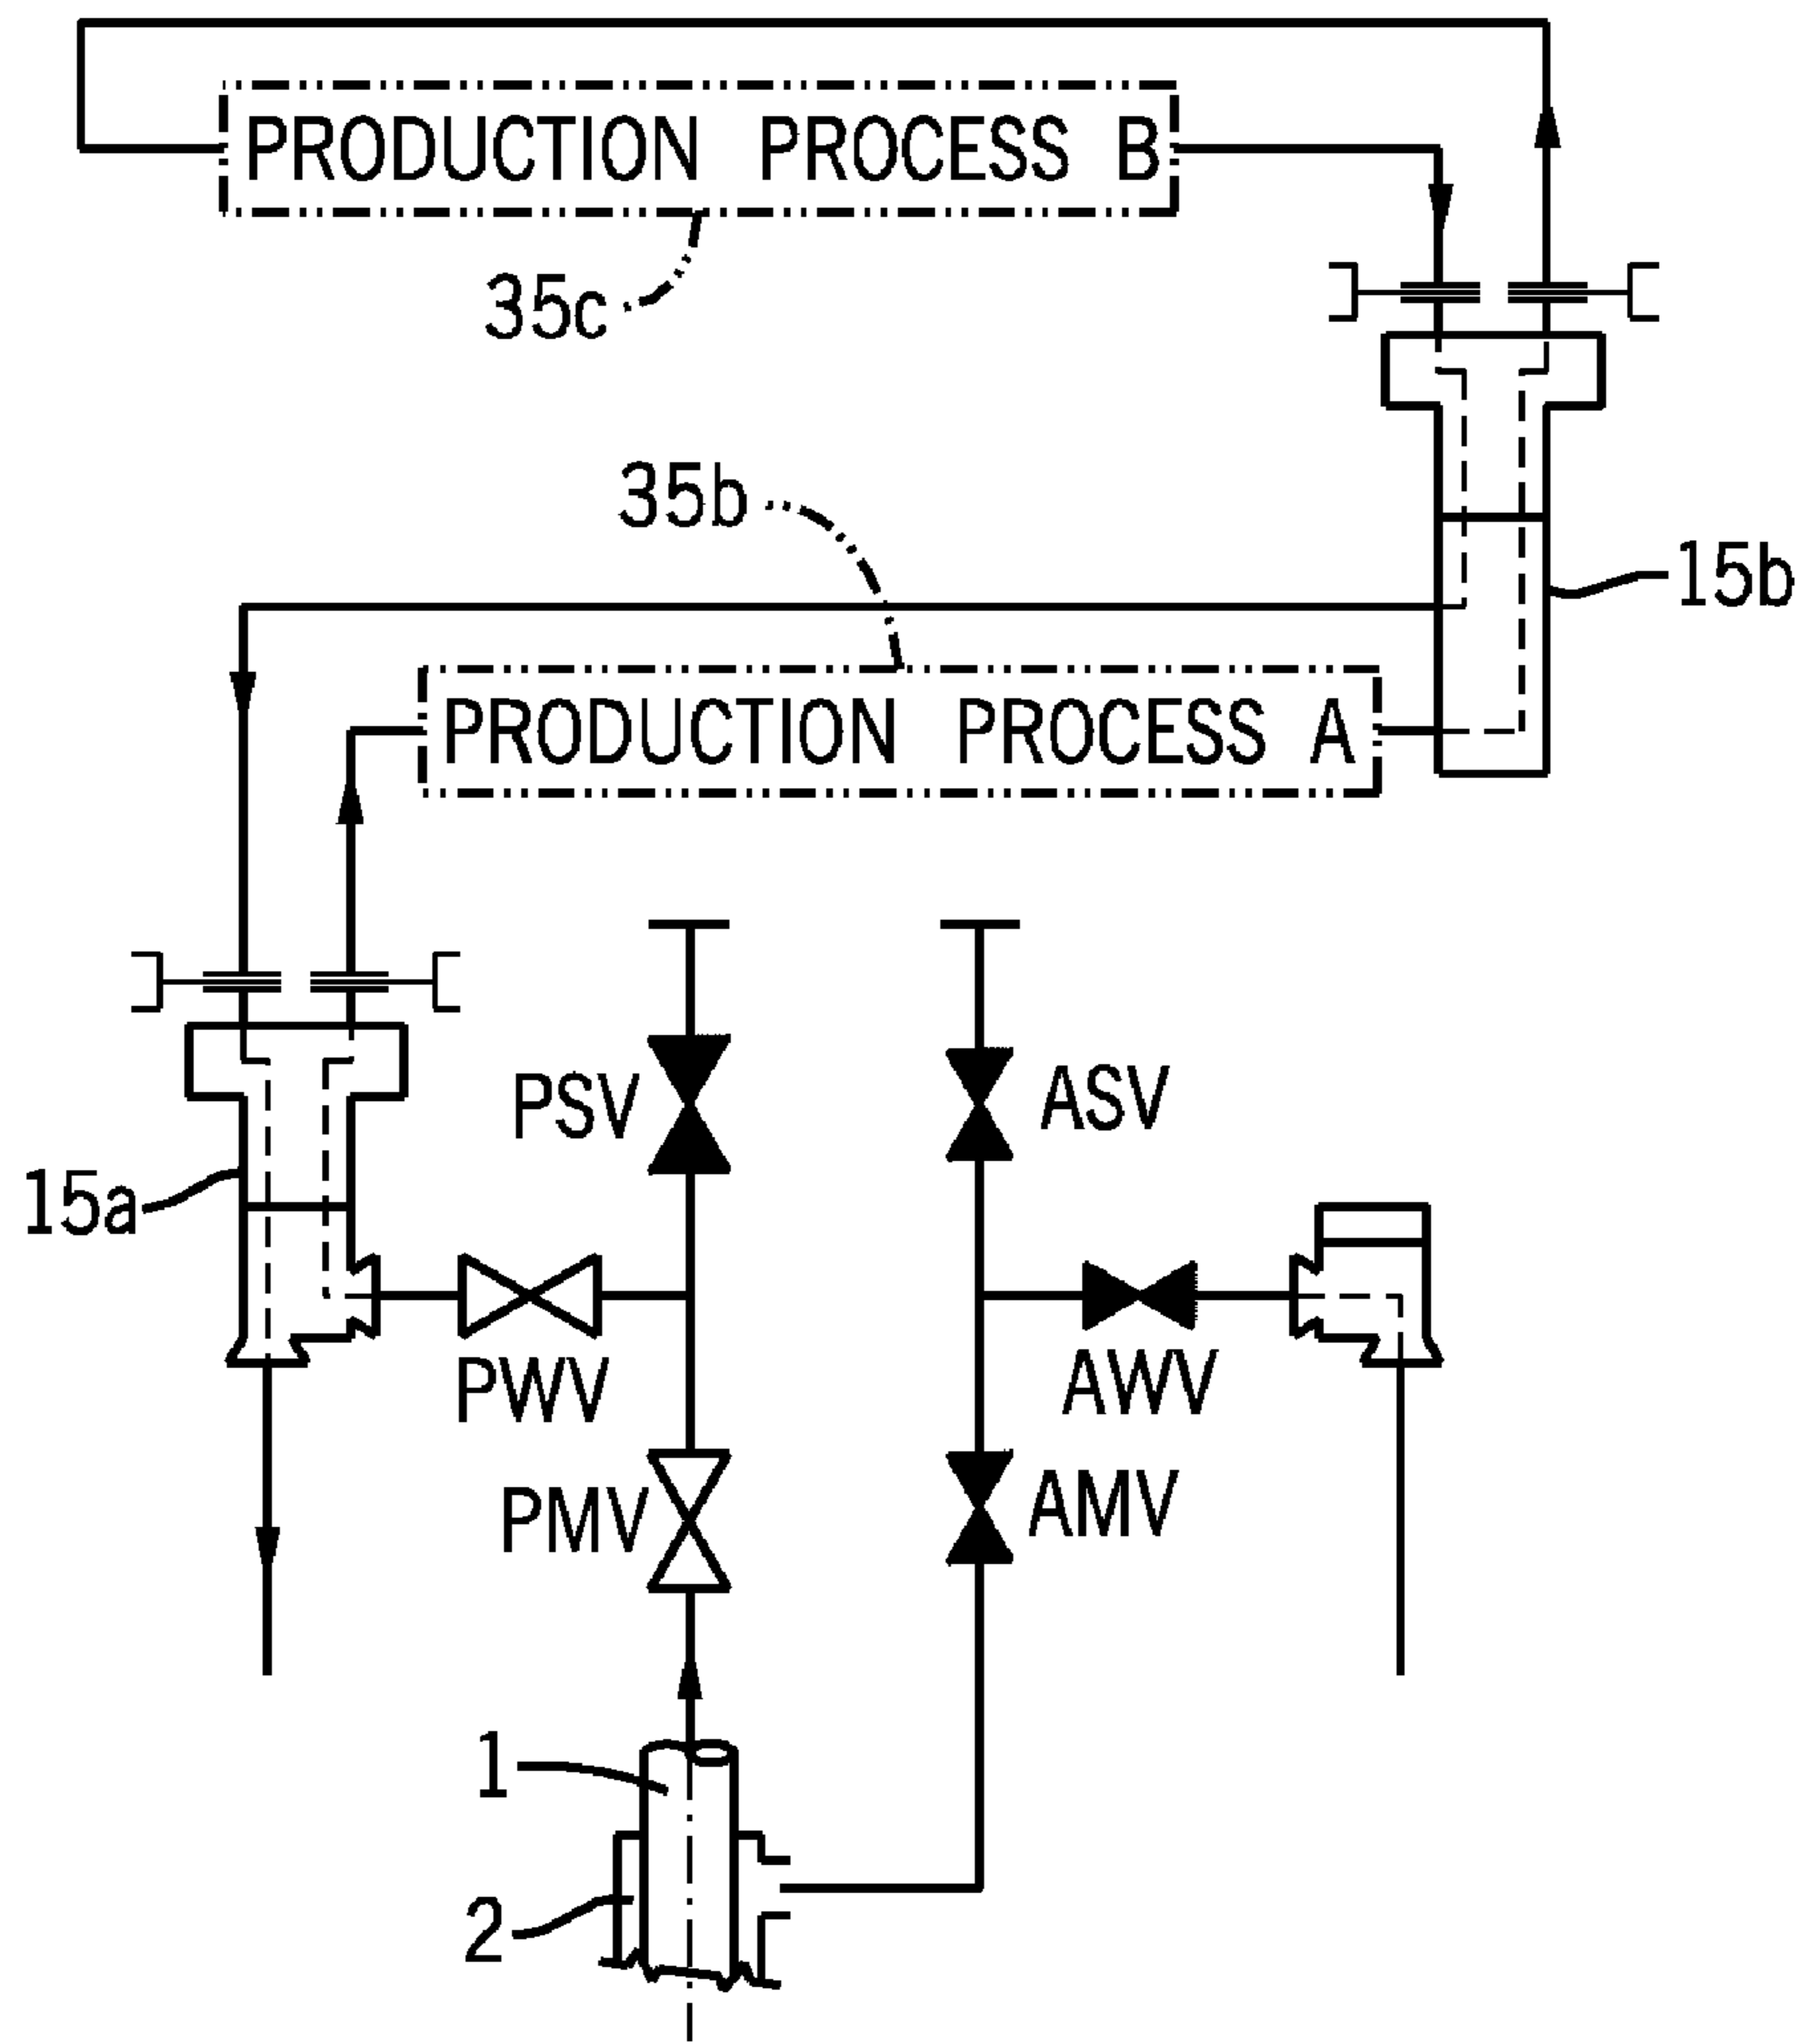 PRODUCTION PROCESS B
35c
35b
15b
PRODUCTION PROCESS A
PSV
ASV
15a
PWV
AWV
PMV
AMV
1
2